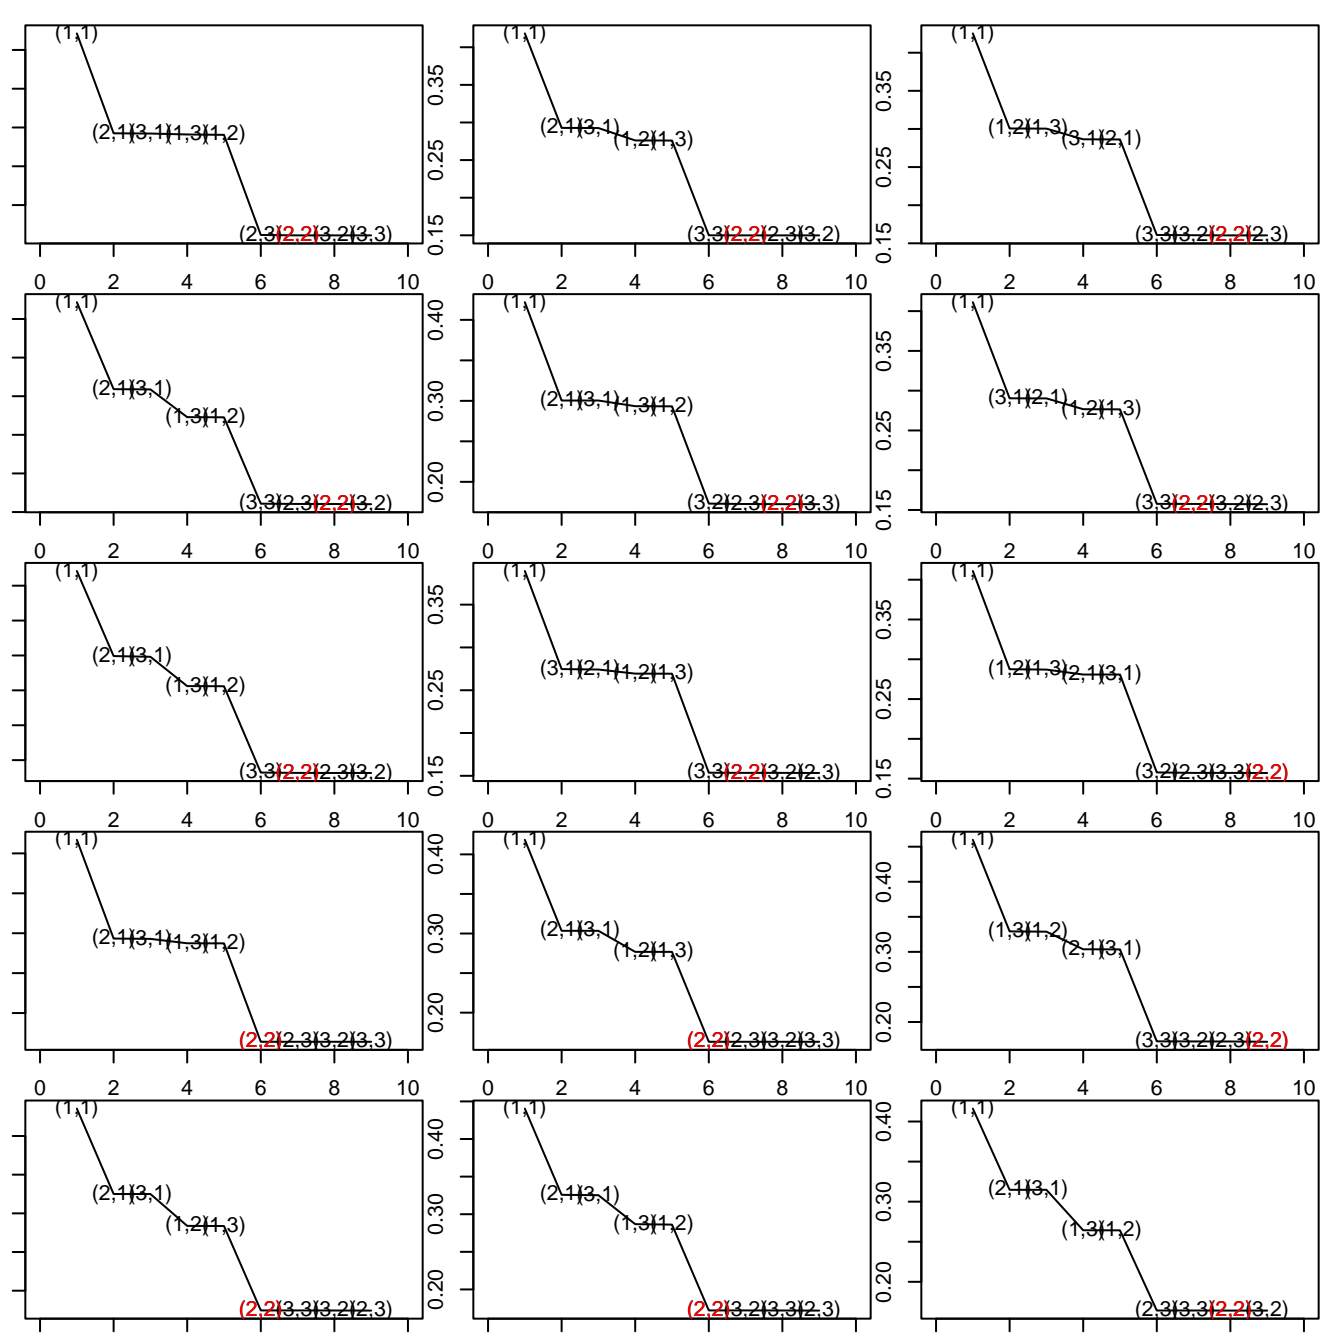 (1,1) (1,1) (1,1)
0.35 0.35
(2,1)(3,1)(1,3)(1,2) (2,1)(3,1)(1,2)(1,3) (1,2)(1,3)(3,1)(2,1)
0.25 0.25
(2,3)(2,2)(3,2)(3,3) (3,3)(2,2)(2,3)(3,2) (3,3)(3,2)(2,2)(2,3)
0.15 0.15
0 2 4 6 8 10 0 2 4 6 8 10 0 2 4 6 8 10
(1,1) (1,1) (1,1)
0.40 0.35
(2,1)(3,1)(1,3)(1,2) (2,1)(3,1)(1,3)(1,2) (3,1)(2,1)(1,2)(1,3)
0.30 0.25
(3,3)(2,3)(2,2)(3,2) (3,2)(2,3)(2,2)(3,3) (3,3)(2,2)(3,2)(2,3)
0.20 0.15
0 2 4 6 8 10 0 2 4 6 8 10 0 2 4 6 8 10
(1,1) (1,1) (1,1)
0.35 0.35
(2,1)(3,1)(1,3)(1,2) (3,1)(2,1)(1,2)(1,3) (1,2)(1,3)(2,1)(3,1)
0.25 0.25
(3,3)(2,2)(2,3)(3,2) (3,3)(2,2)(3,2)(2,3) (3,2)(2,3)(3,3)(2,2)
0.15 0.15
0 2 4 6 8 10 0 2 4 6 8 10 0 2 4 6 8 10
(1,1) (1,1) (1,1)
0.40 0.40
(2,1)(3,1)(1,3)(1,2) (2,1)(3,1)(1,2)(1,3) (1,3)(1,2)(2,1)(3,1)
0.30 0.30
(2,2)(2,3)(3,2)(3,3) (2,2)(2,3)(3,2)(3,3) (3,3)(3,2)(2,3)(2,2)
0.20 0.20
0 2 4 6 8 10 0 2 4 6 8 10 0 2 4 6 8 10
(1,1) (1,1) (1,1)
0.40 0.40
(2,1)(3,1)(1,2)(1,3) (2,1)(3,1)(1,3)(1,2) (2,1)(3,1)(1,3)(1,2)
0.30 0.30
(2,2)(3,3)(3,2)(2,3) (2,2)(3,2)(3,3)(2,3) (2,3)(3,3)(2,2)(3,2)
0.20 0.20